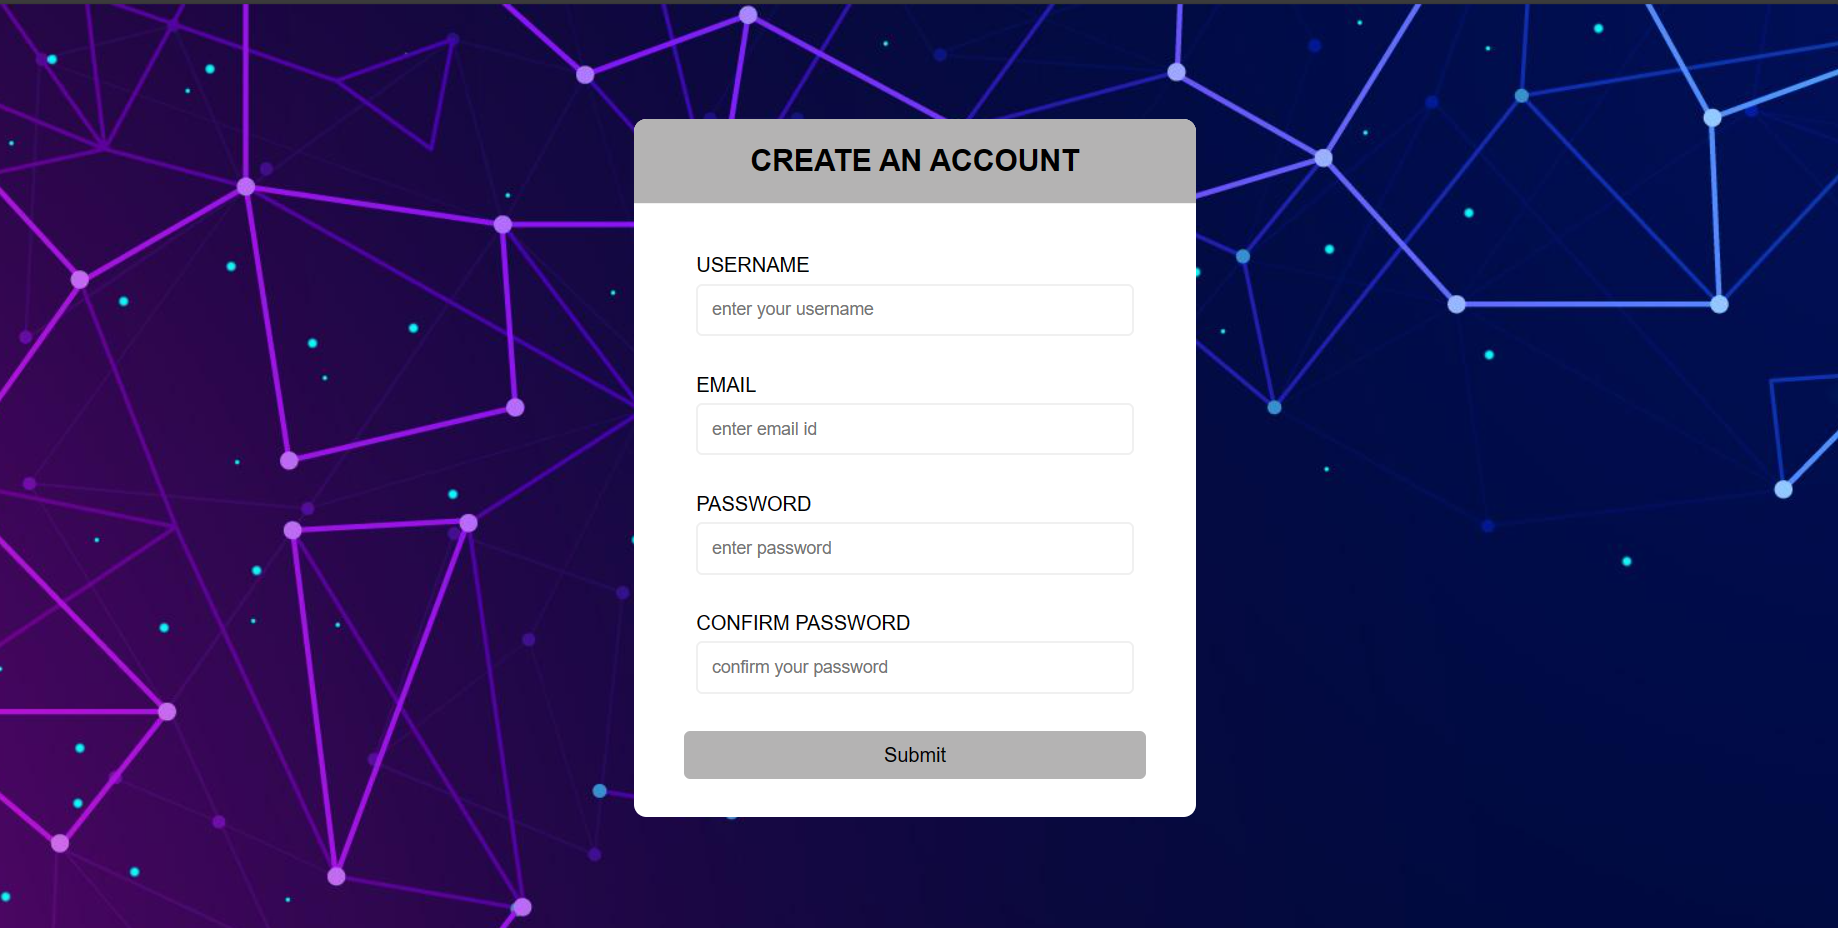 CREATE AN ACCOUNT
USERNAME
enter your username
EMAIL
enter email id
PASSWORD
enter password
CONFIRM PASSWORD
confirm your password
Submit